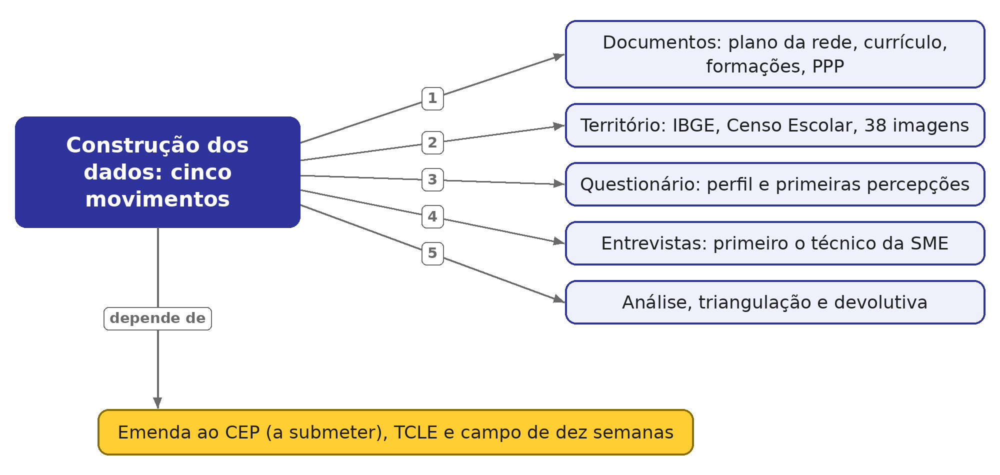 Construção dos
dados: cinco
movimentos
1
Documentos: plano da rede, currículo,
formações, PPP
2
Território: IBGE, Censo Escolar, 38 imagens
3
Questionário: perfil e primeiras percepções
4
Entrevistas: primeiro o técnico da SME
5
Análise, triangulação e devolutiva
depende de
Emenda ao CEP (a submeter), TCLE e campo de dez semanas